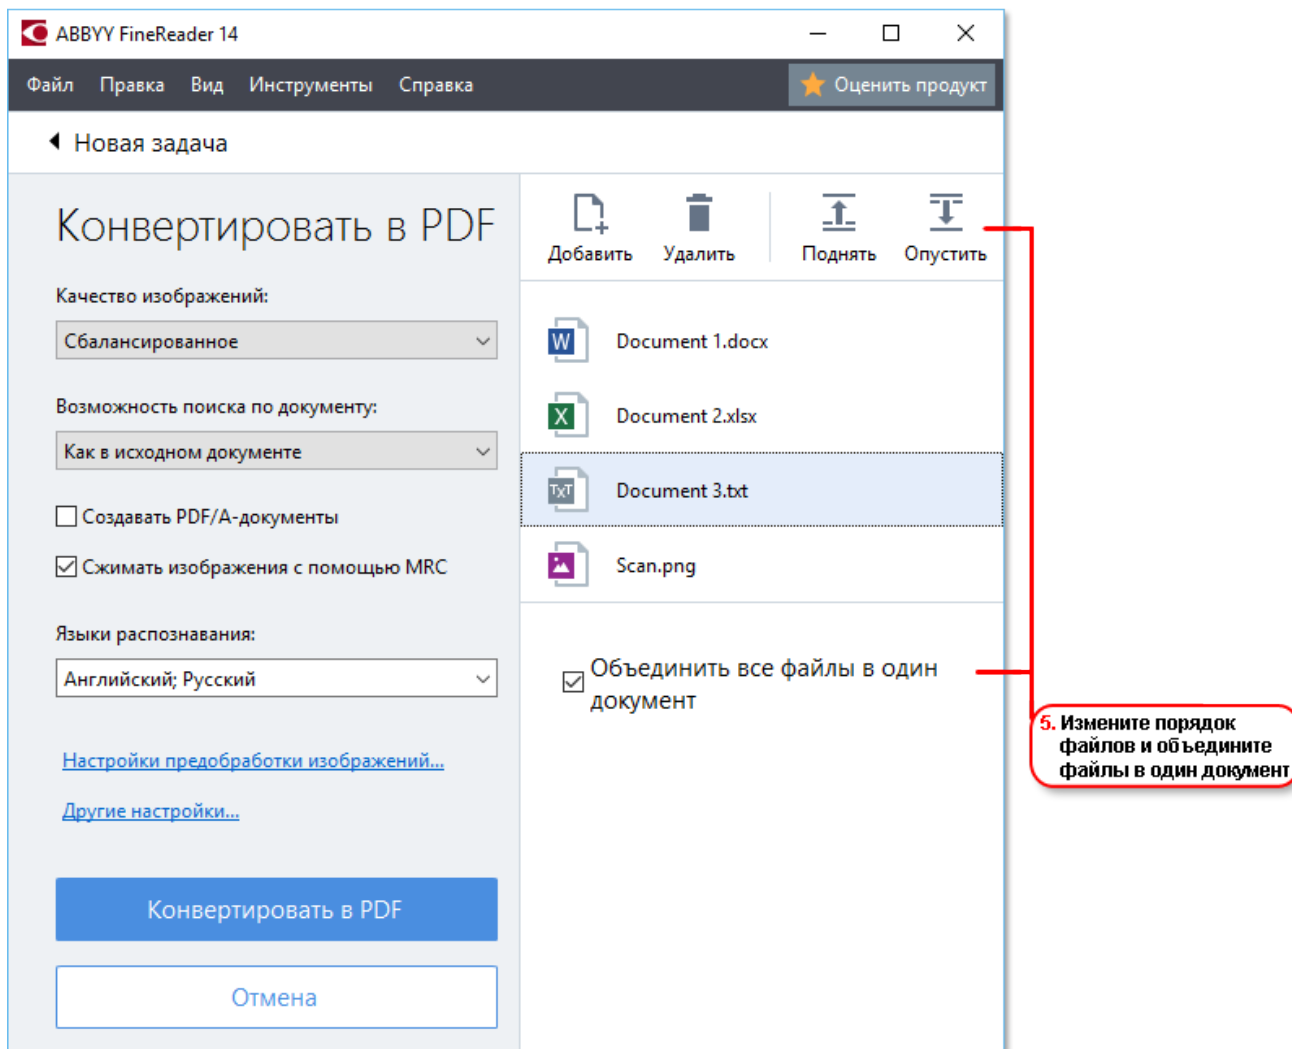 ABBYY FineReader 14
Файл Правка Вид Инструменты Справка Оценить продукт
Новая задача
Конвертировать в PDF
Качество изображений:
Сбалансированное
Возможность поиска по документу:
Как в исходном документе
Создавать PDF/A-документы
Сжимать изображения с помощью MRC
Языки распознавания:
Английский; Русский
Настройки предобработки изображений...
Другие настройки...
Конвертировать в PDF
Отмена
Добавить Удалить Поднять Опустить
W Document 1.docx
X Document 2.xlsx
TXT Document 3.txt
Scan.png
Объединить все файлы в один
документ
5. Измените порядок
файлов и объедините
файлы в один документ